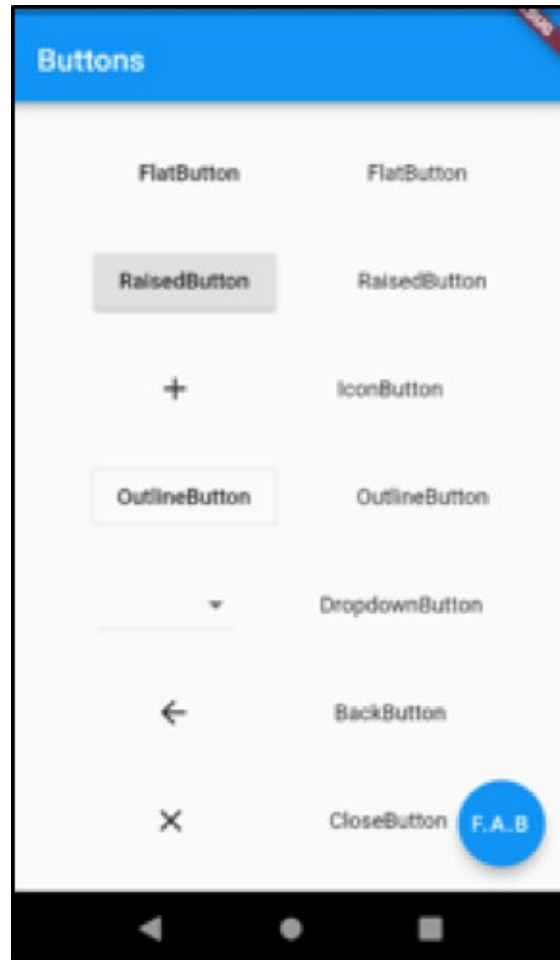 Buttons
FlatButton FlatButton
RaisedButton RaisedButton
IconButton
OutlineButton OutlineButton
DropdownButton
BackButton
CloseButton F.A.B